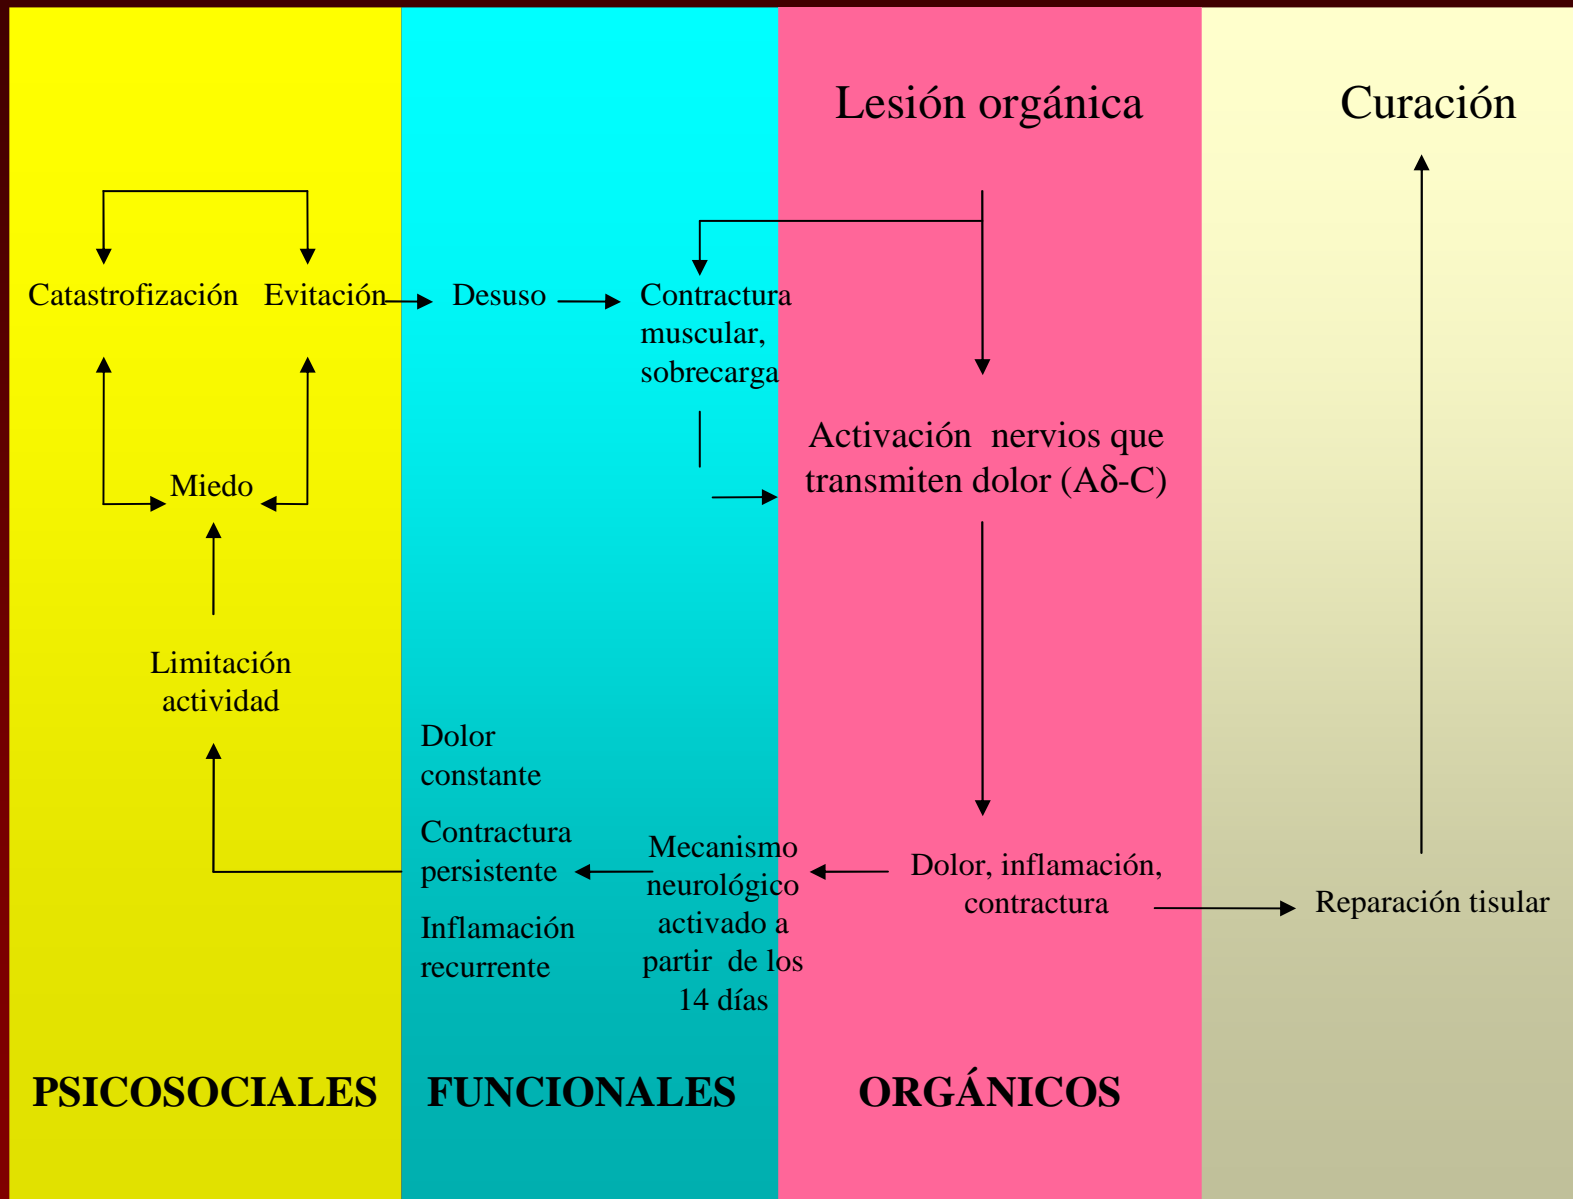 Lesión orgánica
Curación
Catastrofización
Evitación
Desuso
Contractura
muscular,
sobrecarga
Activación nervios que
transmiten dolor (Aδ-C)
Miedo
Limitación
actividad
Dolor
constante
Contractura
persistente
Inflamación
recurrente
Mecanismo
neurológico
activado a
partir de los
14 días
Dolor, inflamación,
contractura
Reparación tisular
PSICOSOCIALES
FUNCIONALES
ORGÁNICOS